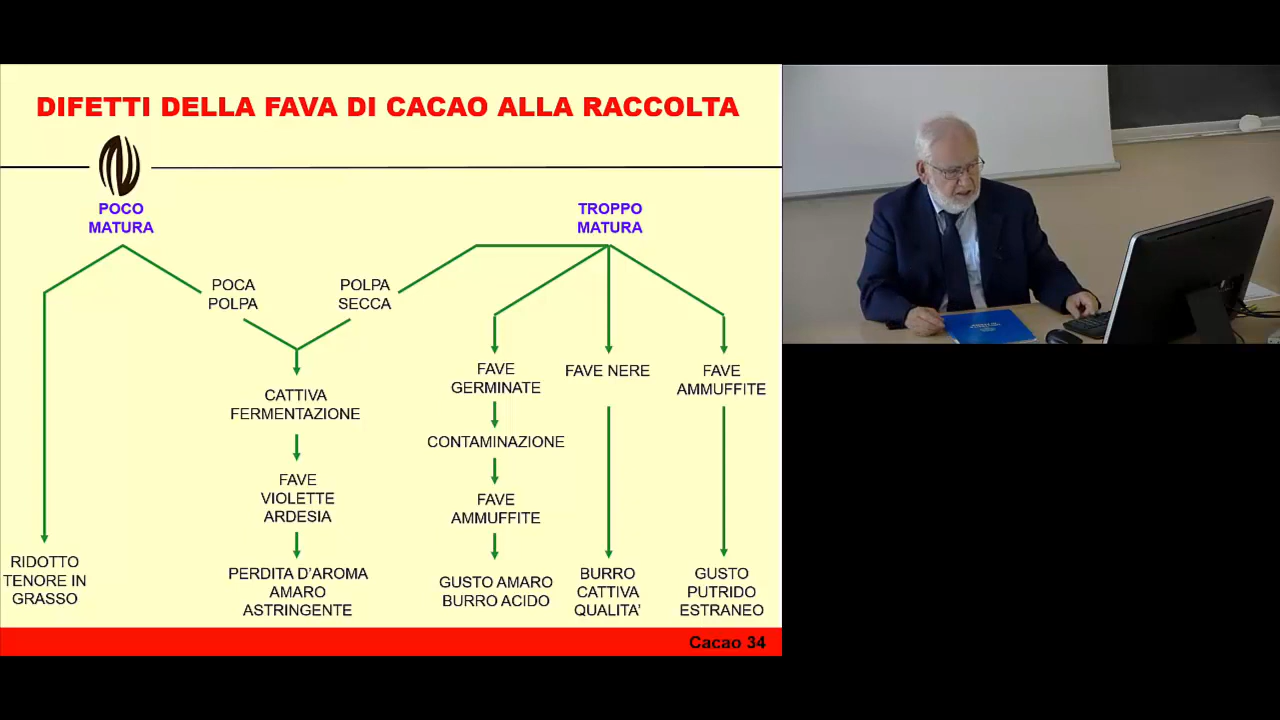 DIFETTI DELLA FAVA DI CACAO ALLA RACCOLTA
POCO
MATURA
TROPPO
MATURA
POCA
POLPA
POLPA
SECCA
CATTIVA
FERMENTAZIONE
FAVE
VIOLETTE
ARDESIA
FAVE
GERMINATE
FAVE NERE
FAVE
AMMUFFITE
CONTAMINAZIONE
FAVE
AMMUFFITE
RIDOTTO
TENORE IN
GRASSO
PERDITA D'AROMA
AMARO
ASTRINGENTE
GUSTO AMARO
BURRO ACIDO
BURRO
CATTIVA
QUALITA'
GUSTO
PUTRIDO
ESTRANEO
Cacao 34